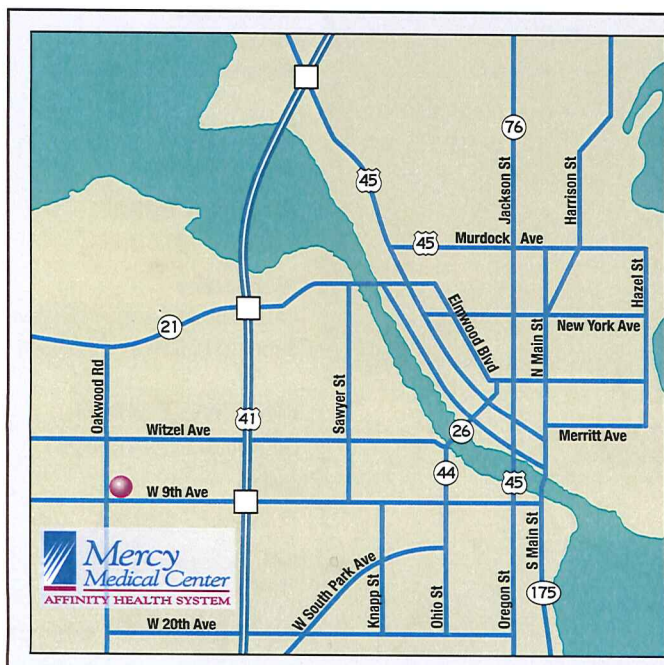 76
45
Jackson St
Harrison St
45
Murdock Ave
Hazel St
21
Elmwood Blvd
N Main St
New York Ave
Oakwood Rd
Sawyer St
41
Witzel Ave
26
Merritt Ave
44
45
W 9th Ave
S Main St
Mercy
Medical Center
AFFINITY HEALTH SYSTEM
W South Park Ave
Knapp St
Ohio St
Oregon St
175
W 20th Ave